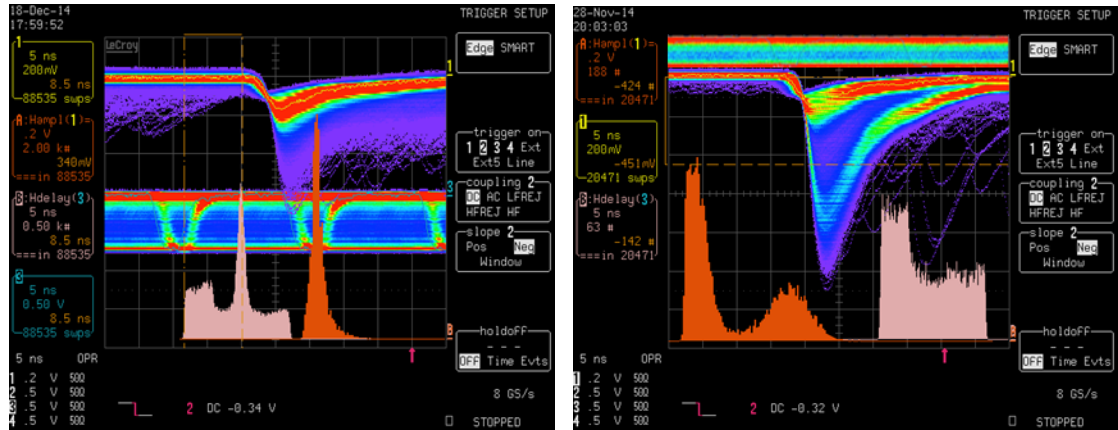 18-Dec-14
17:59:52
TRIGGER SETUP
LeCroy
1
5 ns
200mV
8.5 ns
-88535 swps
A:Hampl(1)=
.2 V
2.00 k#
340mV
===in 88535
B:Hdelay(3)
5 ns
0.50 k#
8.5 ns
===in 88535
3
5 ns
0.50 V
8.5 ns
-88535 swps
5 ns OPR
1 .2 V 50Ω
2 .5 V 50Ω
3 .5 V 50Ω
4 .5 V 50Ω
1
3
B
Edge SMART
trigger on
1 2 3 4 Ext
Ext5 Line
coupling 2
DC AC LFREJ
HFREJ HF
slope 2
Pos Neg
Window
holdoff
- - -
OFF Time Evts
8 GS/s
2 DC -0.34 V
STOPPED
28-Nov-14
20:03:03
TRIGGER SETUP
A:Hampl(1)=
.2 V
188 #
-424 #
===in 20471
1
5 ns
200mV
-451mV
20471 swps
B:Hdelay(3)
5 ns
63 #
-142 #
===in 20471
5 ns OPR
1 .2 V 50Ω
2 .5 V 50Ω
3 .5 V 50Ω
4 .5 V 50Ω
1
B
Edge SMART
trigger on
1 2 3 4 Ext
Ext5 Line
coupling 2
DC AC LFREJ
HFREJ HF
slope 2
Pos Neg
Window
holdoff
- - -
OFF Time Evts
8 GS/s
2 DC -0.32 V
STOPPED